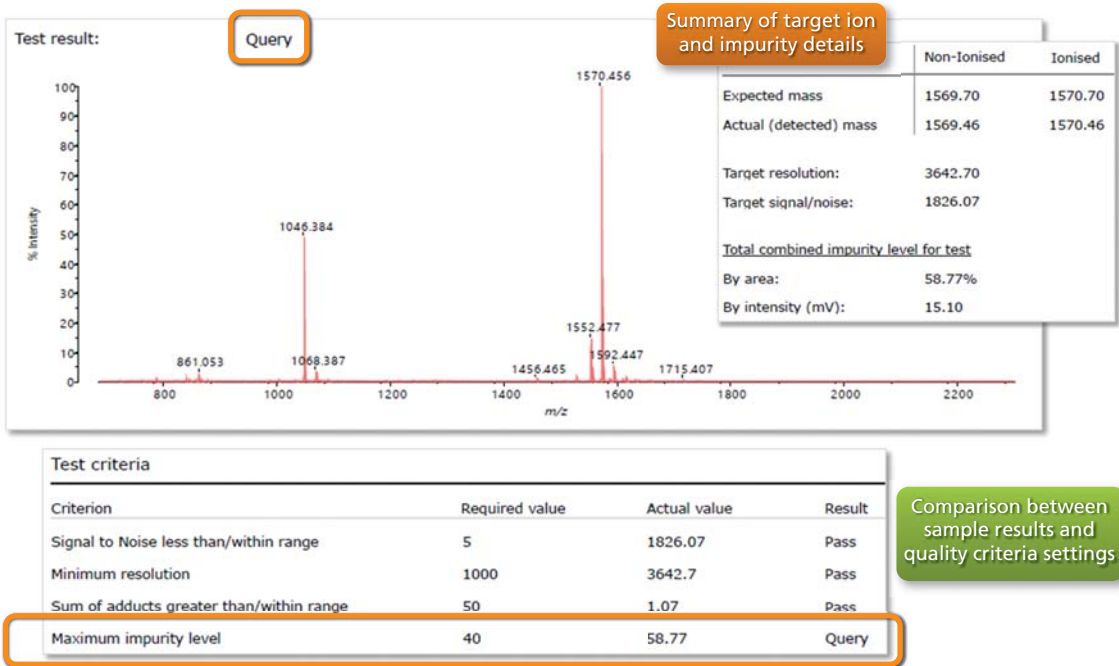 Test result: Query
Summary of target ion
and impurity details
Non-Ionised Ionised
Expected mass 1569.70 1570.70
Actual (detected) mass 1569.46 1570.46
Target resolution: 3642.70
Target signal/noise: 1826.07
Total combined impurity level for test
By area: 58.77%
By intensity (mV): 15.10
% Intensity
100
90
80
70
60
50
40
30
20
10
0
1570.456
1046.384
1552.477
1592.447
861.053
1068.387
1456.465
1715.407
800 1000 1200 1400 1600 1800 2000 2200
m/z
Test criteria
Criterion Required value Actual value Result
Signal to Noise less than/within range 5 1826.07 Pass
Minimum resolution 1000 3642.7 Pass
Sum of adducts greater than/within range 50 1.07 Pass
Maximum impurity level 40 58.77 Query
Comparison between
sample results and
quality criteria settings